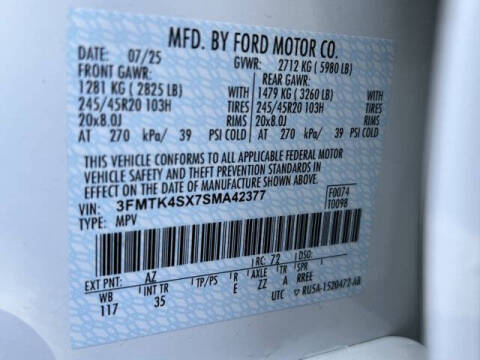 MFD. BY FORD MOTOR CO.
DATE: 07/25 GVWR: 2712 KG ( 5980 LB)
FRONT GAWR: REAR GAWR:
1281 KG ( 2825 LB) WITH 1479 KG ( 3260 LB) WITH
245/45R20 103H TIRES 245/45R20 103H TIRES
20x8.0J RIMS 20x8.0J RIMS
AT 270 kPa/ 39 PSI COLD AT 270 kPa/ 39 PSI COLD
THIS VEHICLE CONFORMS TO ALL APPLICABLE FEDERAL MOTOR
VEHICLE SAFETY AND THEFT PREVENTION STANDARDS IN
EFFECT ON THE DATE OF MANUFACTURE SHOWN ABOVE.
VIN: 3FMTK4SX7SMA42377 F0074
TYPE: MPV T0098
EXT PNT: AZ RC: 72 DSO:
WB INT TR TP/PS R AXLE TR SPR
117 35 E ZZ A RREE
UTC RU5A-1520472-AB